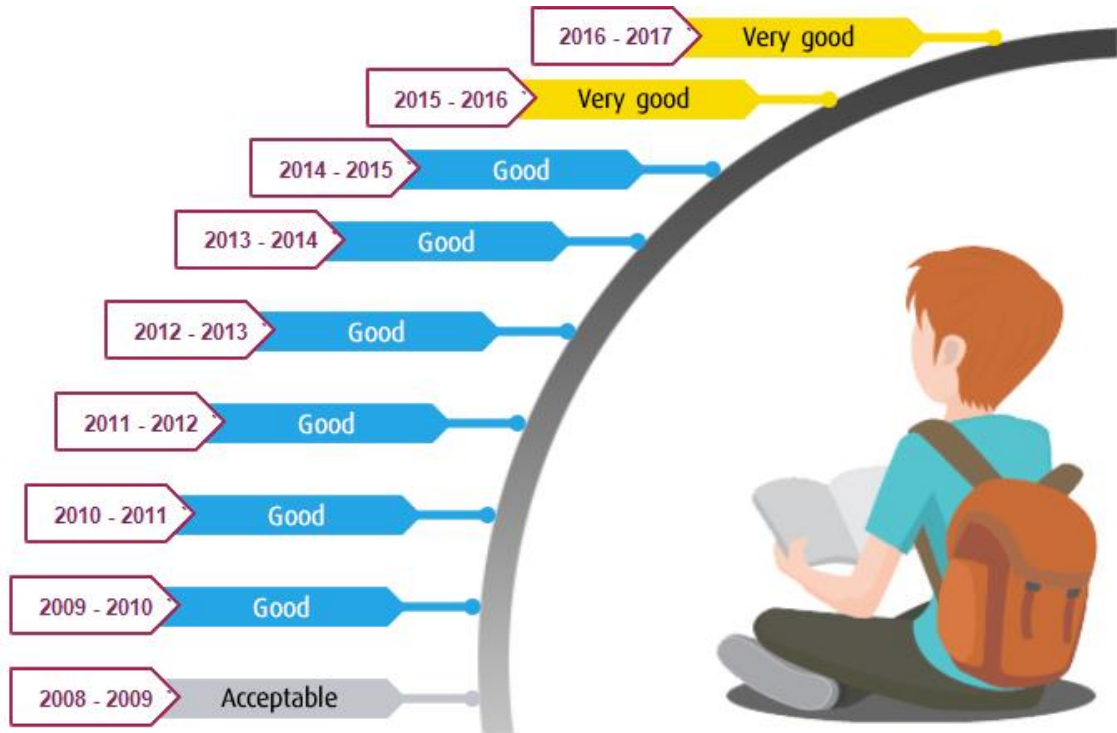 2016 - 2017 Very good
2015 - 2016 Very good
2014 - 2015 Good
2013 - 2014 Good
2012 - 2013 Good
2011 - 2012 Good
2010 - 2011 Good
2009 - 2010 Good
2008 - 2009 Acceptable